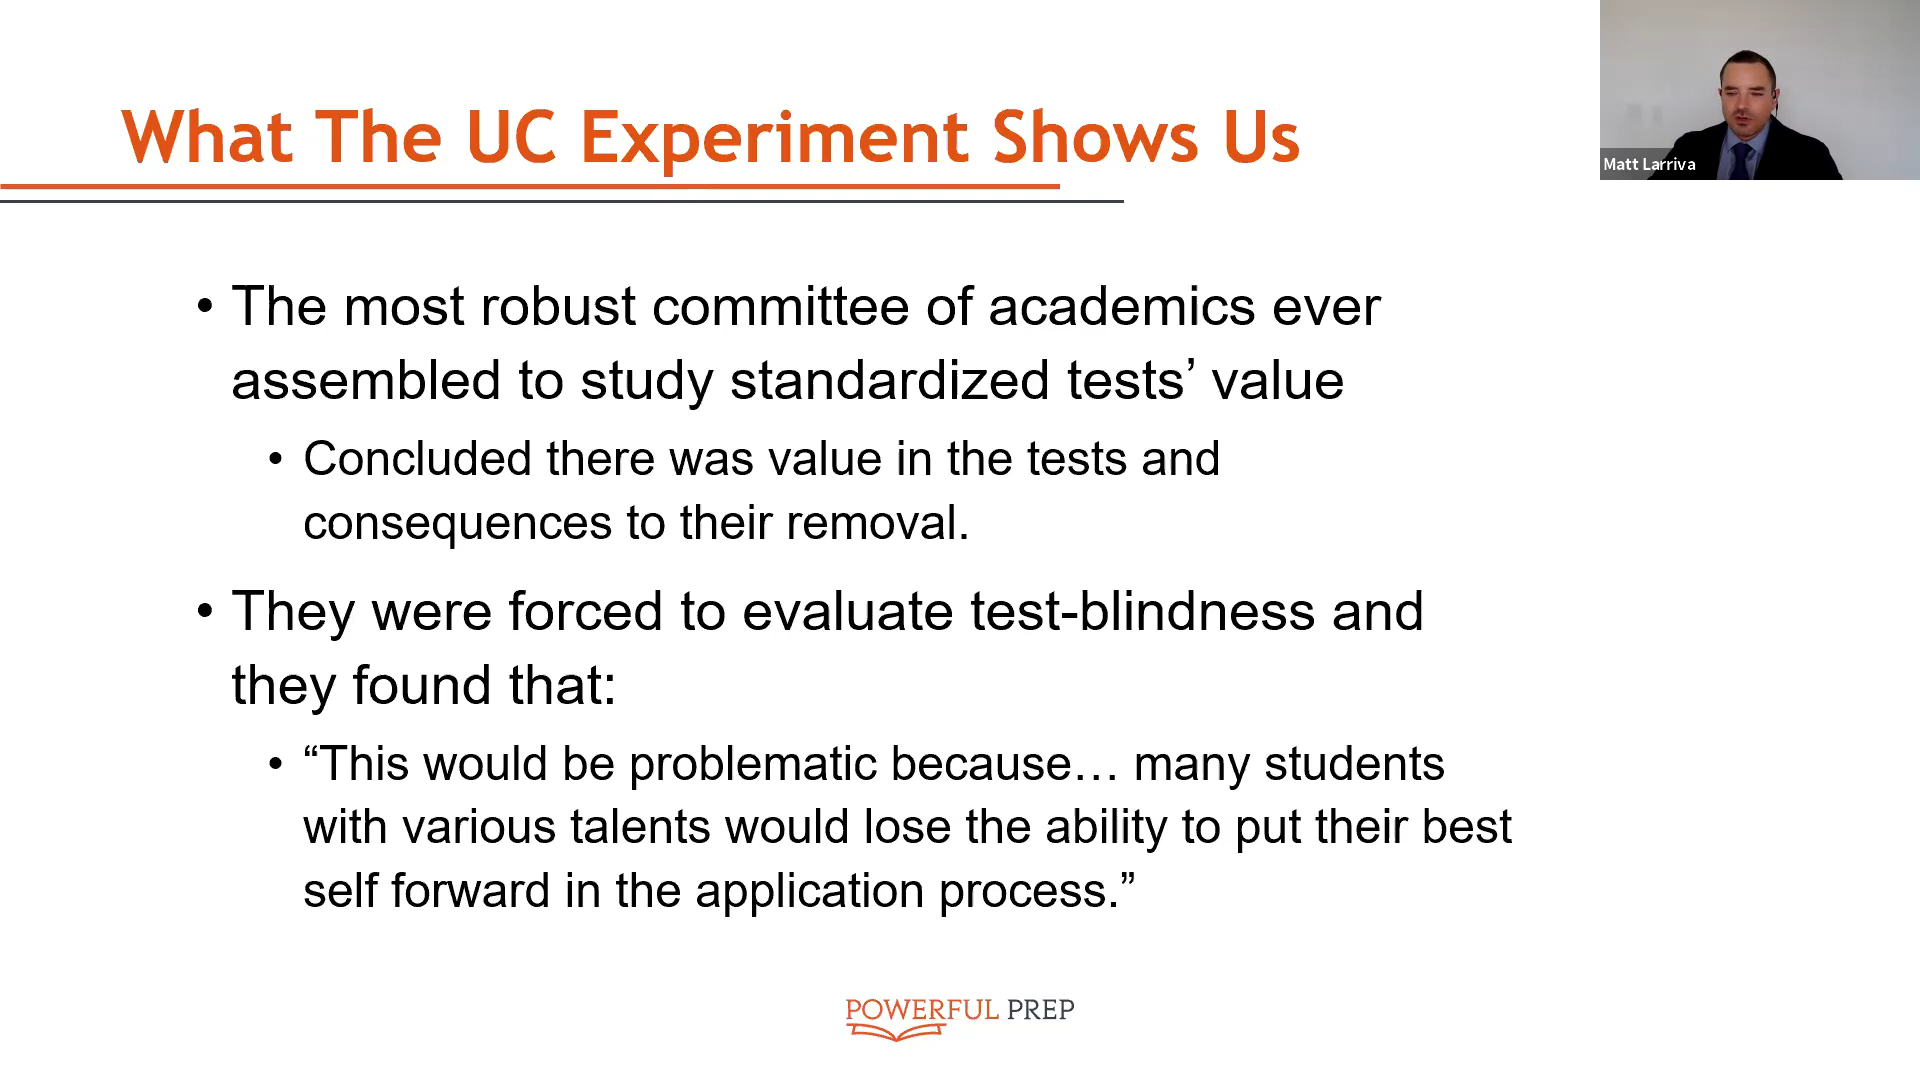 What The UC Experiment Shows Us
Matt Larriva
• The most robust committee of academics ever
assembled to study standardized tests’ value
• Concluded there was value in the tests and
consequences to their removal.
• They were forced to evaluate test-blindness and
they found that:
• “This would be problematic because… many students
with various talents would lose the ability to put their best
self forward in the application process.”
POWERFUL PREP